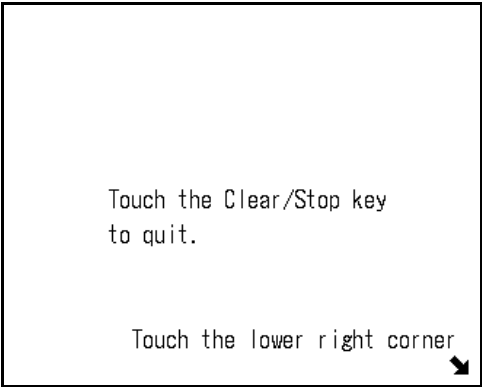 Touch the Clear/Stop key
to quit.
Touch the lower right corner